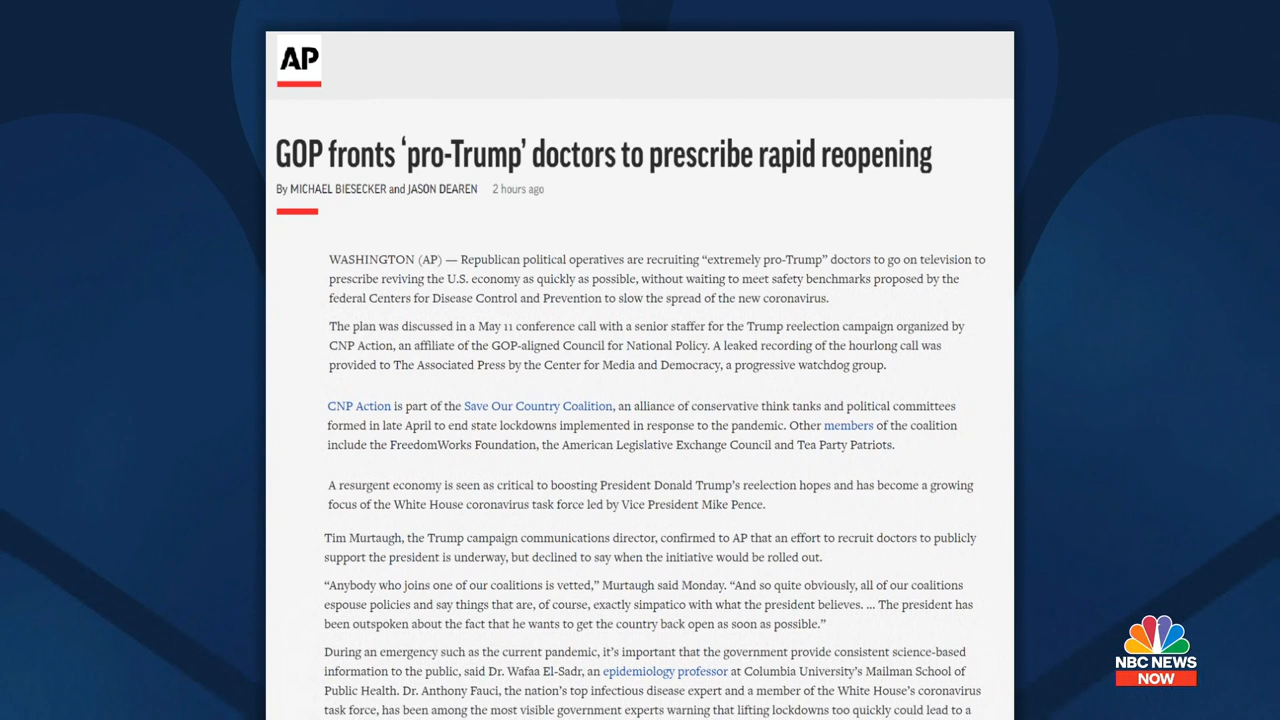 AP
GOP fronts ‘pro-Trump’ doctors to prescribe rapid reopening
By MICHAEL BIESECKER and JASON DEAREN 2 hours ago
WASHINGTON (AP) — Republican political operatives are recruiting “extremely pro-Trump” doctors to go on television to
prescribe reviving the U.S. economy as quickly as possible, without waiting to meet safety benchmarks proposed by the
federal Centers for Disease Control and Prevention to slow the spread of the new coronavirus.
The plan was discussed in a May 11 conference call with a senior staffer for the Trump reelection campaign organized by
CNP Action, an affiliate of the GOP-aligned Council for National Policy. A leaked recording of the hourlong call was
provided to The Associated Press by the Center for Media and Democracy, a progressive watchdog group.
CNP Action is part of the Save Our Country Coalition, an alliance of conservative think tanks and political committees
formed in late April to end state lockdowns implemented in response to the pandemic. Other members of the coalition
include the FreedomWorks Foundation, the American Legislative Exchange Council and Tea Party Patriots.
A resurgent economy is seen as critical to boosting President Donald Trump’s reelection hopes and has become a growing
focus of the White House coronavirus task force led by Vice President Mike Pence.
Tim Murtaugh, the Trump campaign communications director, confirmed to AP that an effort to recruit doctors to publicly
support the president is underway, but declined to say when the initiative would be rolled out.
“Anybody who joins one of our coalitions is vetted,” Murtaugh said Monday. “And so quite obviously, all of our coalitions
espouse policies and say things that are, of course, exactly simpatico with what the president believes. ... The president has
been outspoken about the fact that he wants to get the country back open as soon as possible.”
During an emergency such as the current pandemic, it’s important that the government provide consistent science-based
information to the public, said Dr. Wafaa El-Sadr, an epidemiology professor at Columbia University’s Mailman School of
Public Health. Dr. Anthony Fauci, the nation’s top infectious disease expert and a member of the White House’s coronavirus
task force, has been among the most visible government experts warning that lifting lockdowns too quickly could lead to a
NBC NEWS
NOW